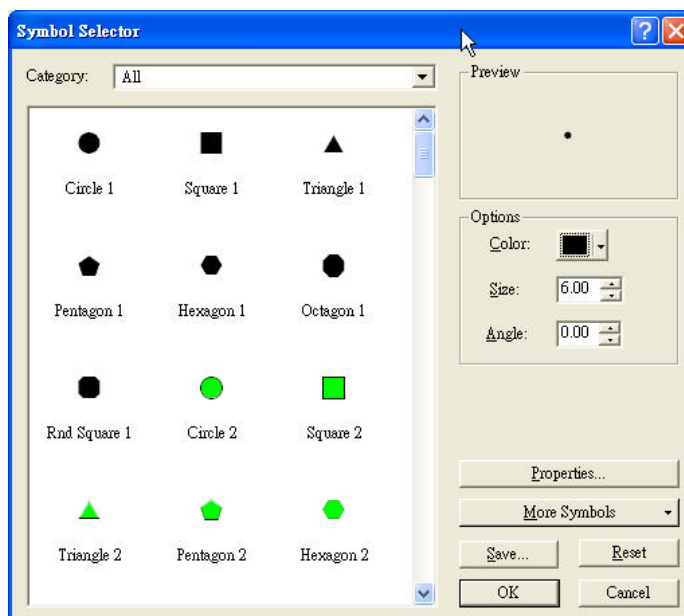 Symbol Selector
Category: All
Circle 1 Square 1 Triangle 1
Pentagon 1 Hexagon 1 Octagon 1
Rnd Square 1 Circle 2 Square 2
Triangle 2 Pentagon 2 Hexagon 2
Preview
Options
Color:
Size: 6.00
Angle: 0.00
Properties...
More Symbols
Save... Reset
OK Cancel